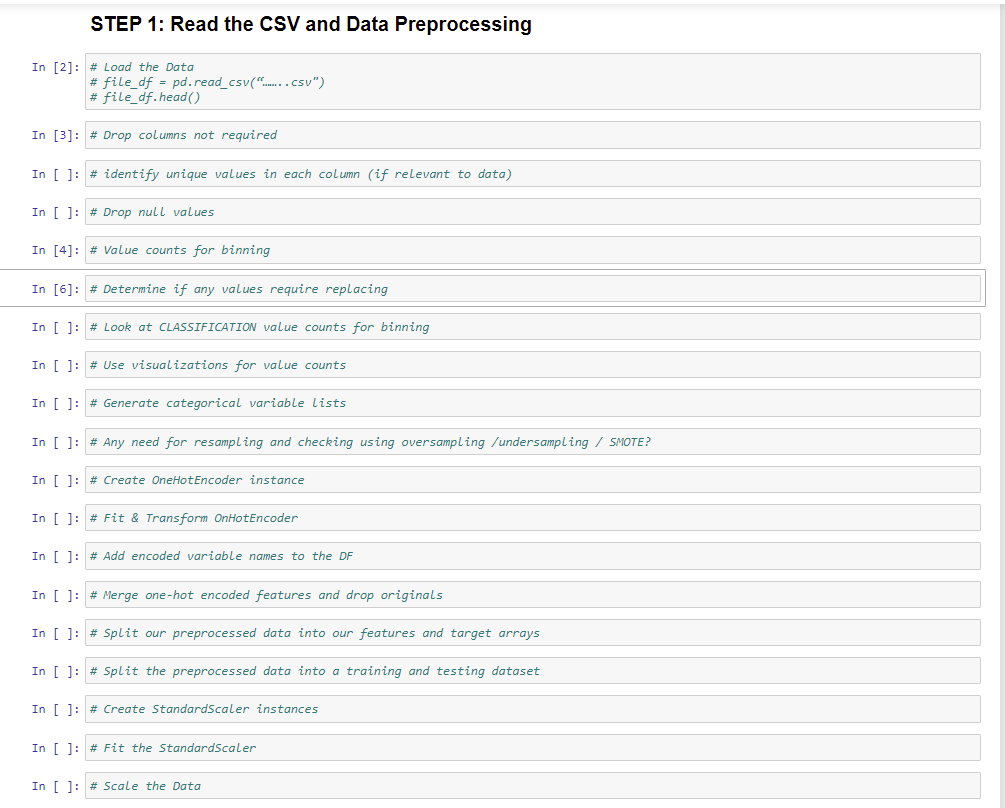 STEP 1: Read the CSV and Data Preprocessing
In [2]: # Load the Data
# file_df = pd.read_csv(“……..csv")
# file_df.head()
In [3]: # Drop columns not required
In [ ]: # identify unique values in each column (if relevant to data)
In [ ]: # Drop null values
In [4]: # Value counts for binning
In [6]: # Determine if any values require replacing
In [ ]: # Look at CLASSIFICATION value counts for binning
In [ ]: # Use visualizations for value counts
In [ ]: # Generate categorical variable lists
In [ ]: # Any need for resampling and checking using oversampling /undersampling / SMOTE?
In [ ]: # Create OneHotEncoder instance
In [ ]: # Fit & Transform OnHotEncoder
In [ ]: # Add encoded variable names to the DF
In [ ]: # Merge one-hot encoded features and drop originals
In [ ]: # Split our preprocessed data into our features and target arrays
In [ ]: # Split the preprocessed data into a training and testing dataset
In [ ]: # Create StandardScaler instances
In [ ]: # Fit the StandardScaler
In [ ]: # Scale the Data